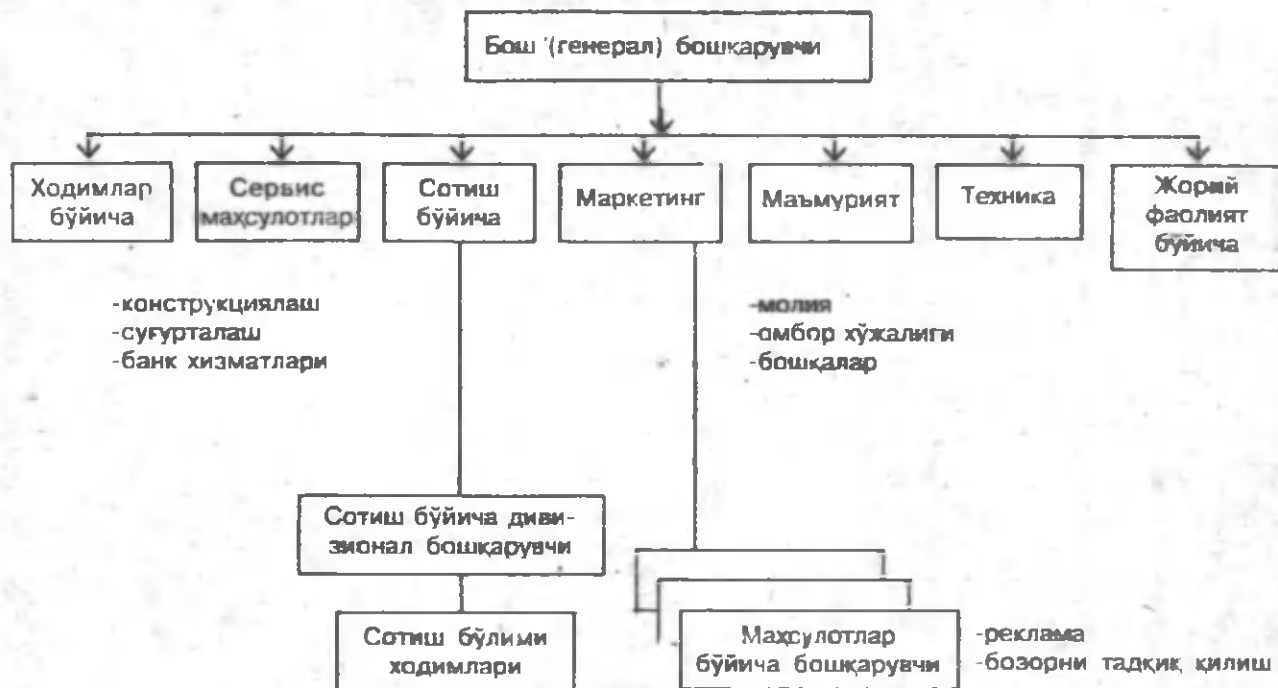 Бош (генерал) бошқарувчи
Ходимлар
бўйича
Сервис
маҳсулотлар
Сотиш
бўйича
Маркетинг
Маъмурият
Техника
Жорий
фаолият
бўйича
-конструкциялаш
-суғурталаш
-банк хизматлари
-молия
-омбор хўжалиги
-бошқалар
Сотиш бўйича диви-
зионал бошқарувчи
Сотиш бўлими
ходимлари
Маҳсулотлар
бўйича бошқарувчи
-реклама
-бозорни тадқиқ қилиш